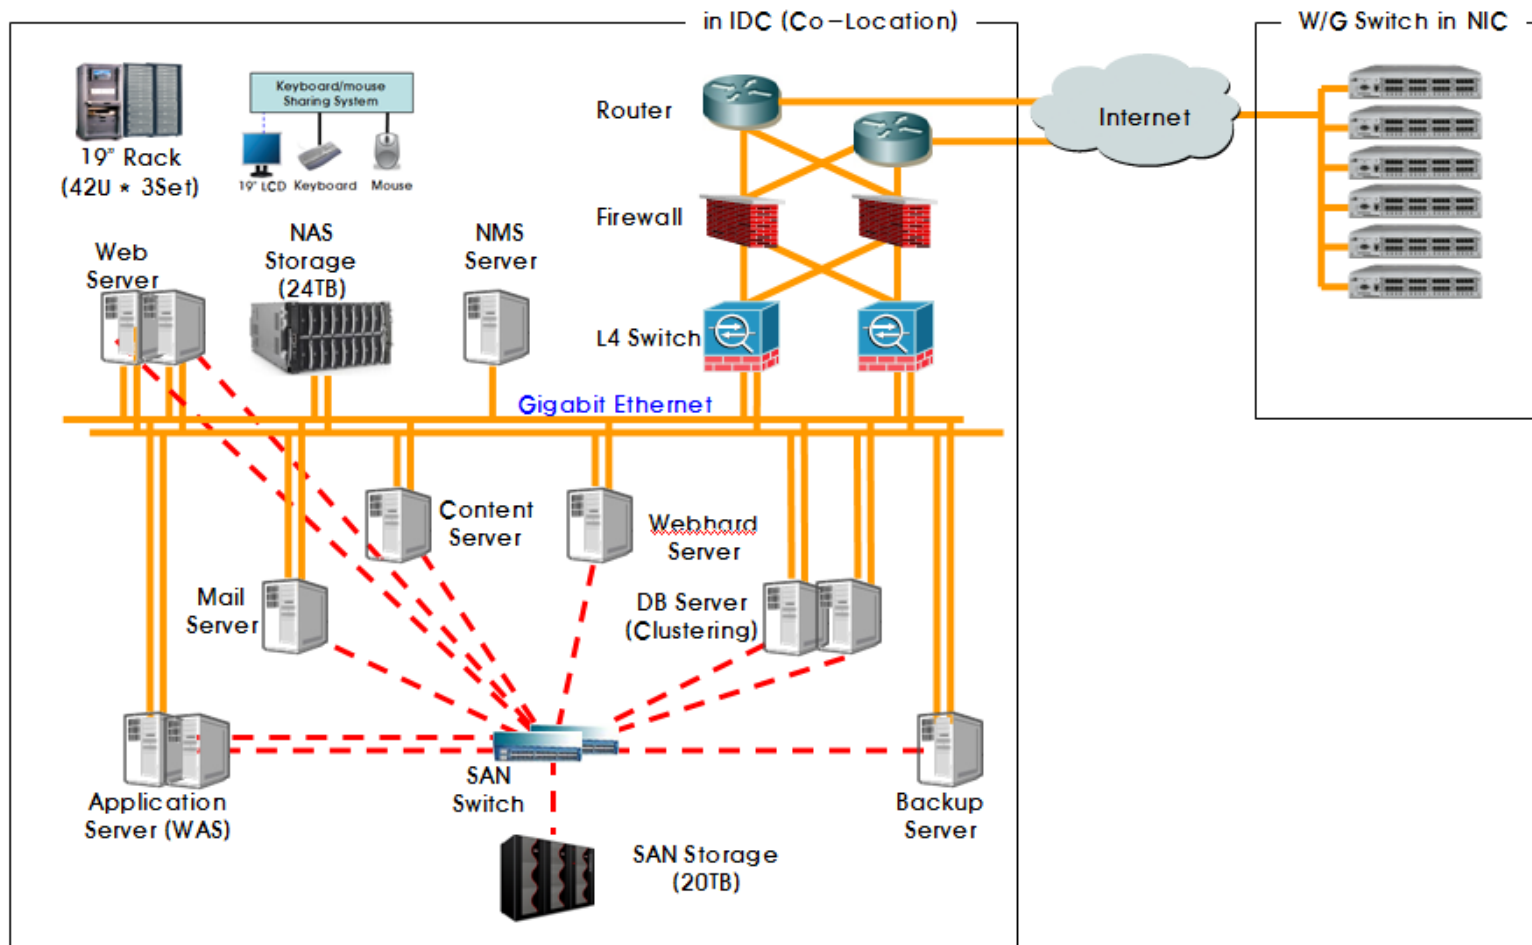 in IDC (Co-Location)
W/G Switch in NIC
Keyboard/mouse
Sharing System
19" LCD
Keyboard
Mouse
19" Rack
(42U * 3Set)
Router
Internet
Firewall
Web
Server
NAS
Storage
(24TB)
NMS
Server
L4 Switch
Gigabit Ethernet
Content
Server
Webhard
Server
Mail
Server
DB Server
(Clustering)
SAN
Switch
Application
Server (WAS)
Backup
Server
SAN Storage
(20TB)